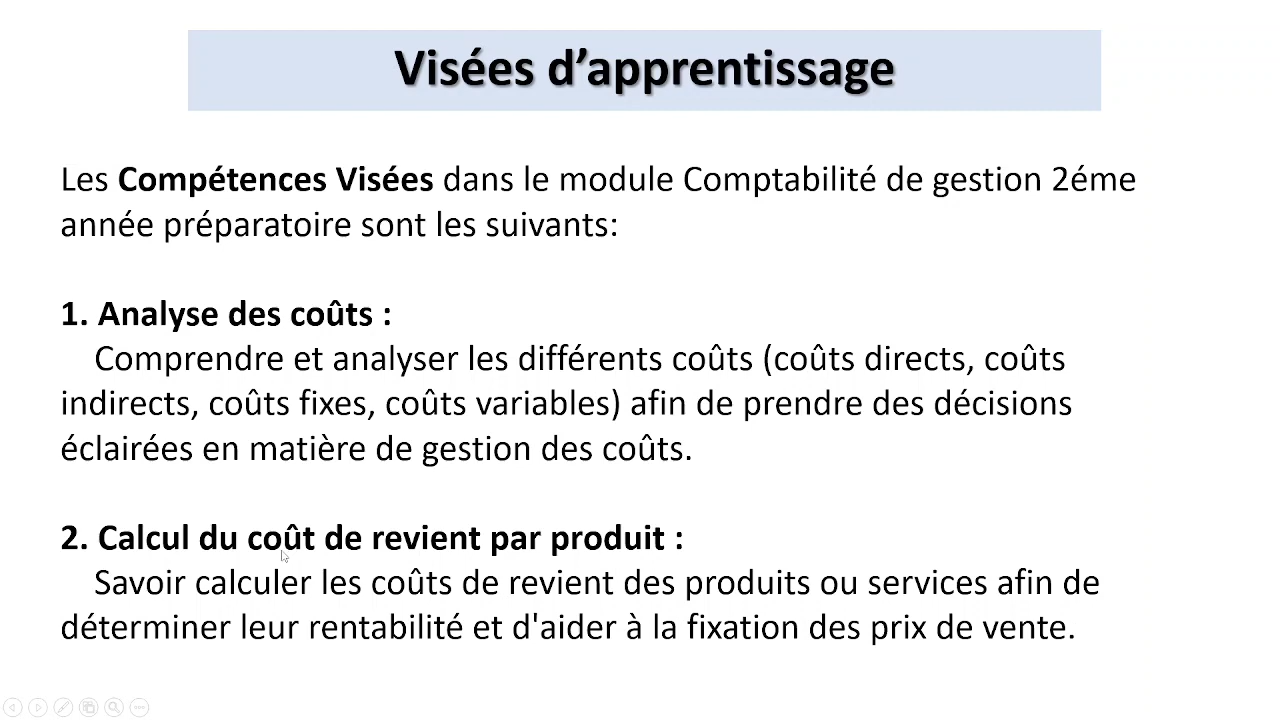 Visées d’apprentissage
Les Compétences Visées dans le module Comptabilité de gestion 2éme
année préparatoire sont les suivants:
1. Analyse des coûts :
Comprendre et analyser les différents coûts (coûts directs, coûts
indirects, coûts fixes, coûts variables) afin de prendre des décisions
éclairées en matière de gestion des coûts.
2. Calcul du coût de revient par produit :
Savoir calculer les coûts de revient des produits ou services afin de
déterminer leur rentabilité et d'aider à la fixation des prix de vente.